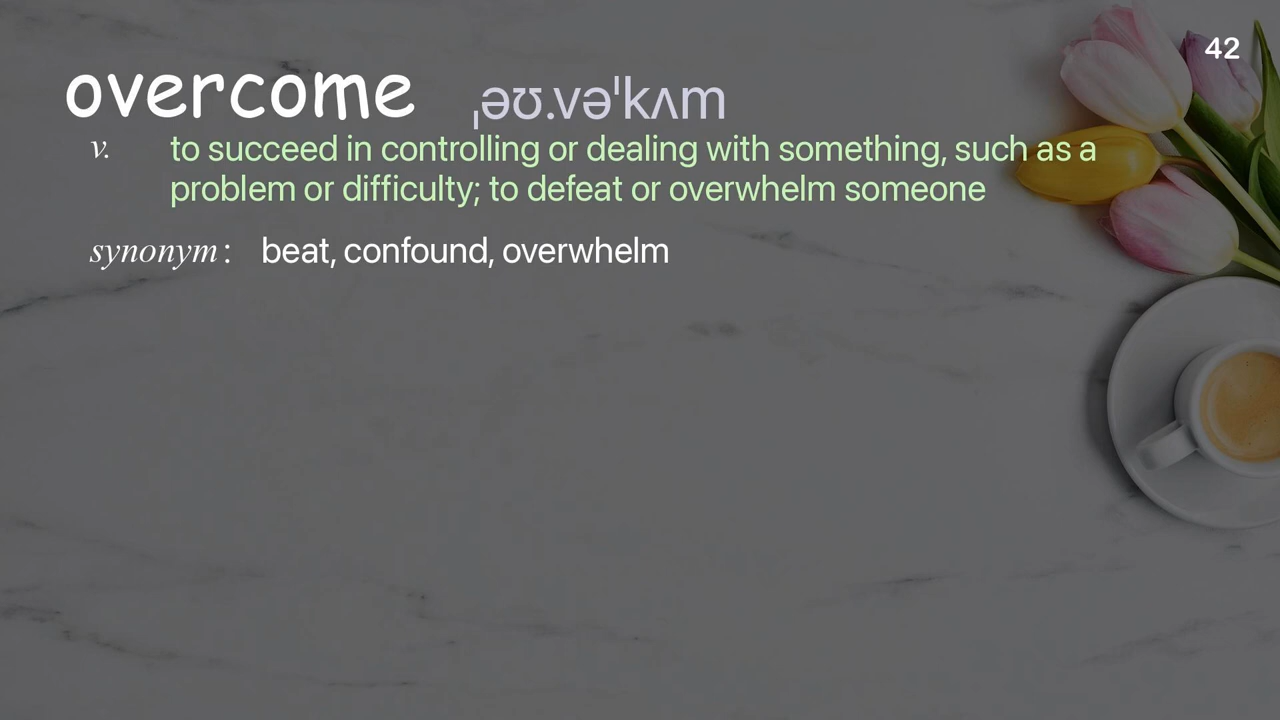 42
overcome ˌəʊ.vəˈkʌm
v. to succeed in controlling or dealing with something, such as a
problem or difficulty; to defeat or overwhelm someone
synonym : beat, confound, overwhelm